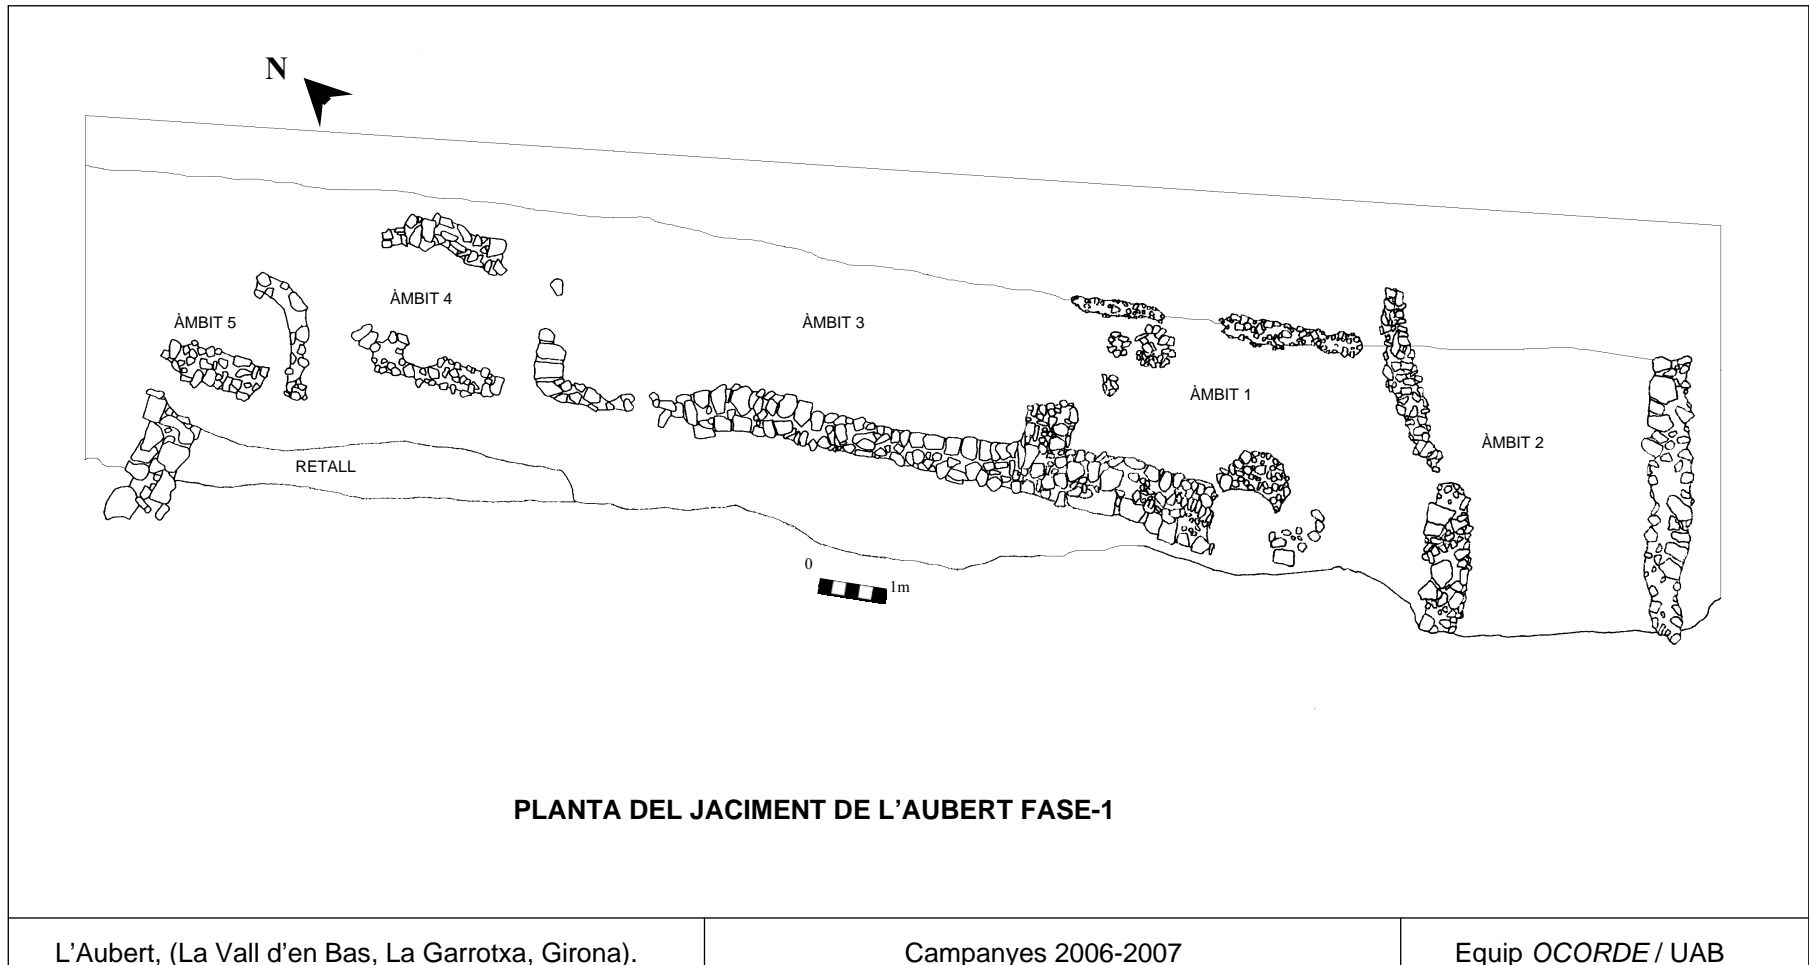 N
ÀMBIT 4
ÀMBIT 5
ÀMBIT 3
ÀMBIT 1
ÀMBIT 2
RETALL
0
1m
PLANTA DEL JACIMENT DE L’AUBERT FASE-1
L’Aubert, (La Vall d’en Bas, La Garrotxa, Girona).
Campanyes 2006-2007
Equip OCORDE / UAB